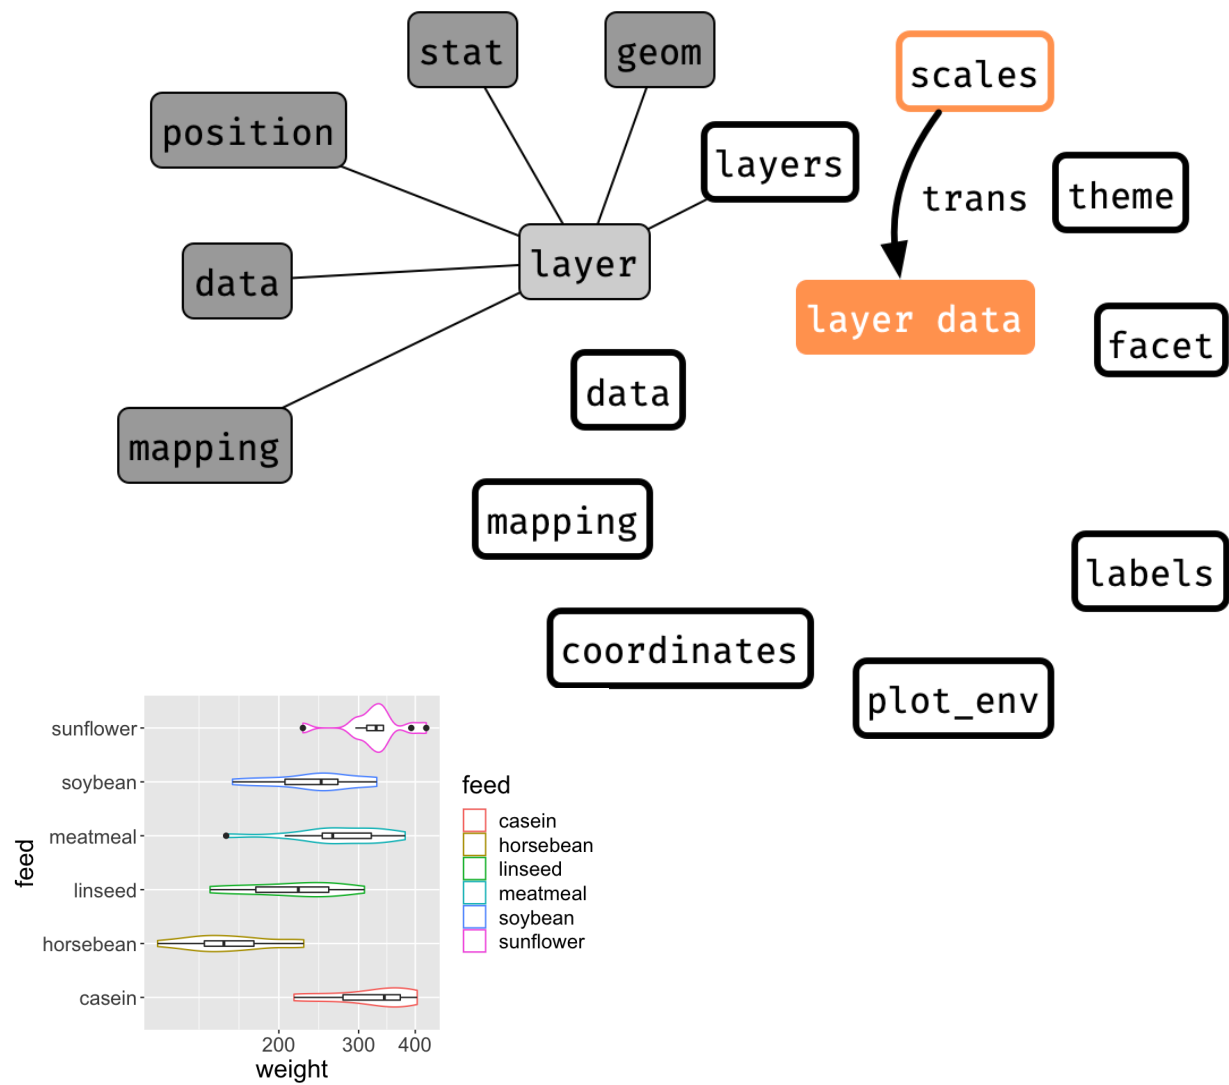 stat
geom
scales
position
layers
trans
theme
layer
data
layer data
facet
data
mapping
mapping
labels
coordinates
plot_env
sunflower
soybean
meatmeal
linseed
horsebean
casein
feed
200 300 400
weight
feed
casein
horsebean
linseed
meatmeal
soybean
sunflower